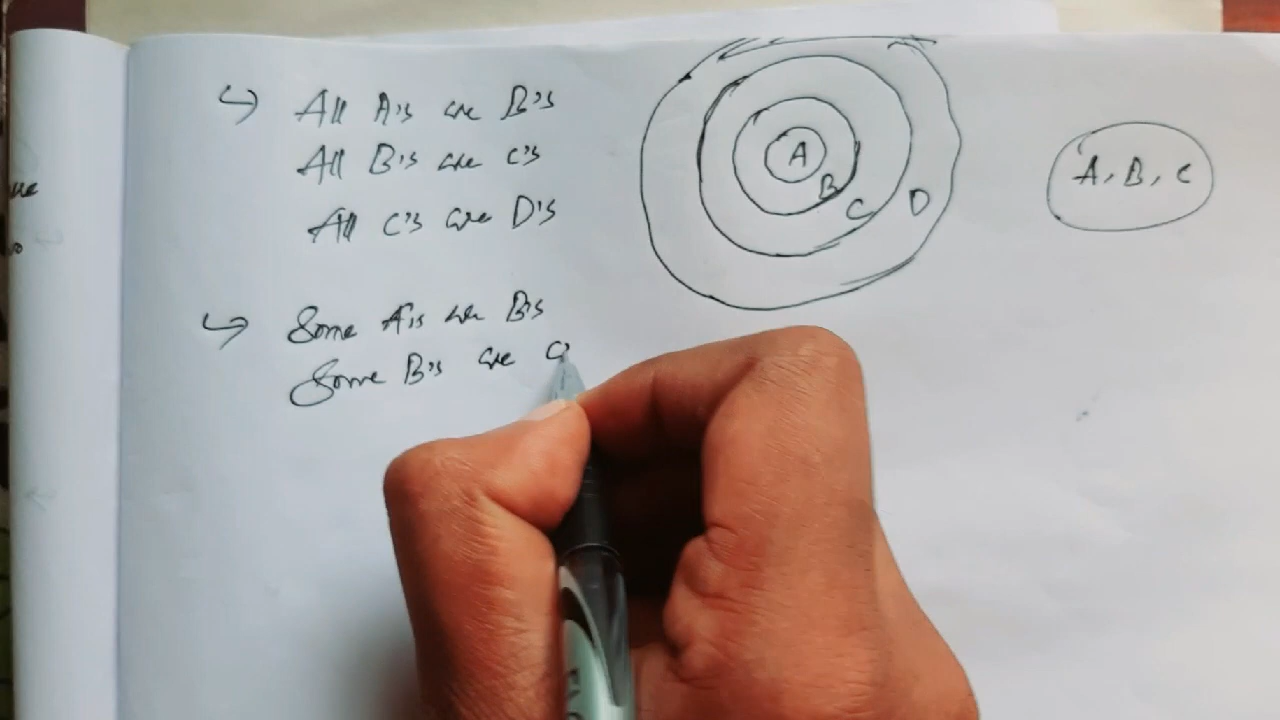 All A's are B's
All B's are C's
All C's are D's
A
B
C
D
A, B, C
Some A's are B's
Some B's are C'